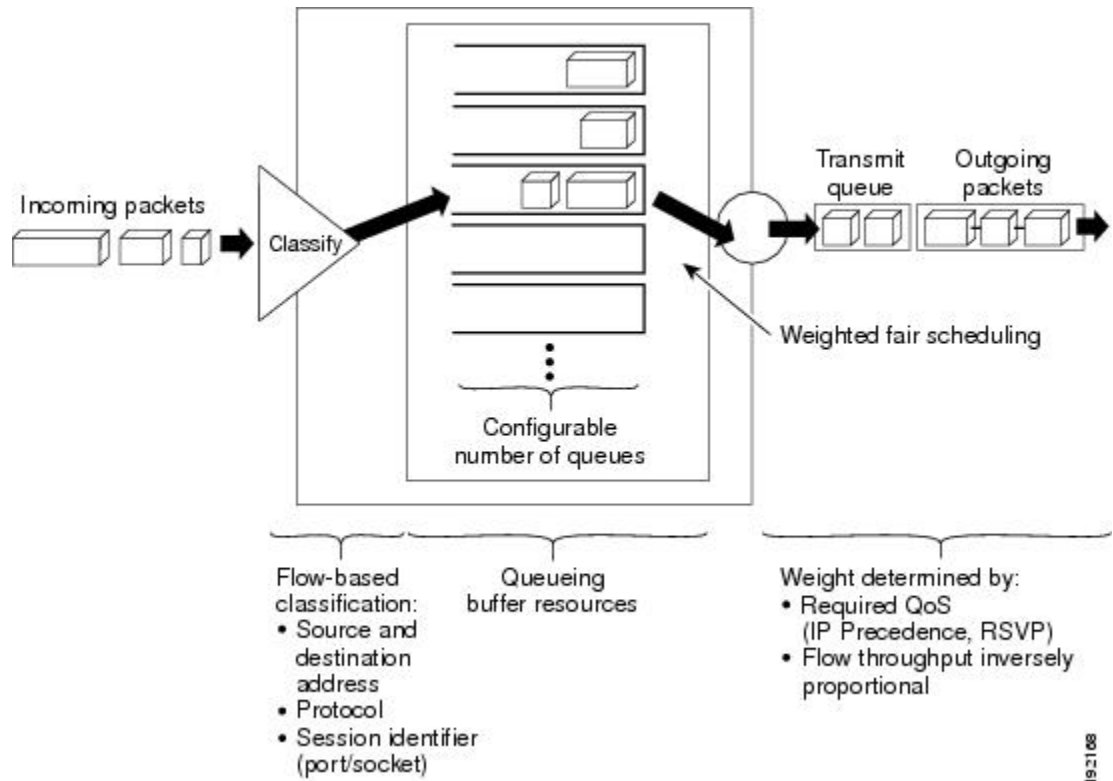 Incoming packets
Classify
Transmit
queue
Outgoing
packets
Weighted fair scheduling
Configurable
number of queues
Flow-based
classification:
• Source and
destination
address
• Protocol
• Session identifier
(port/socket)
Queueing
buffer resources
Weight determined by:
• Required QoS
(IP Precedence, RSVP)
• Flow throughput inversely
proportional